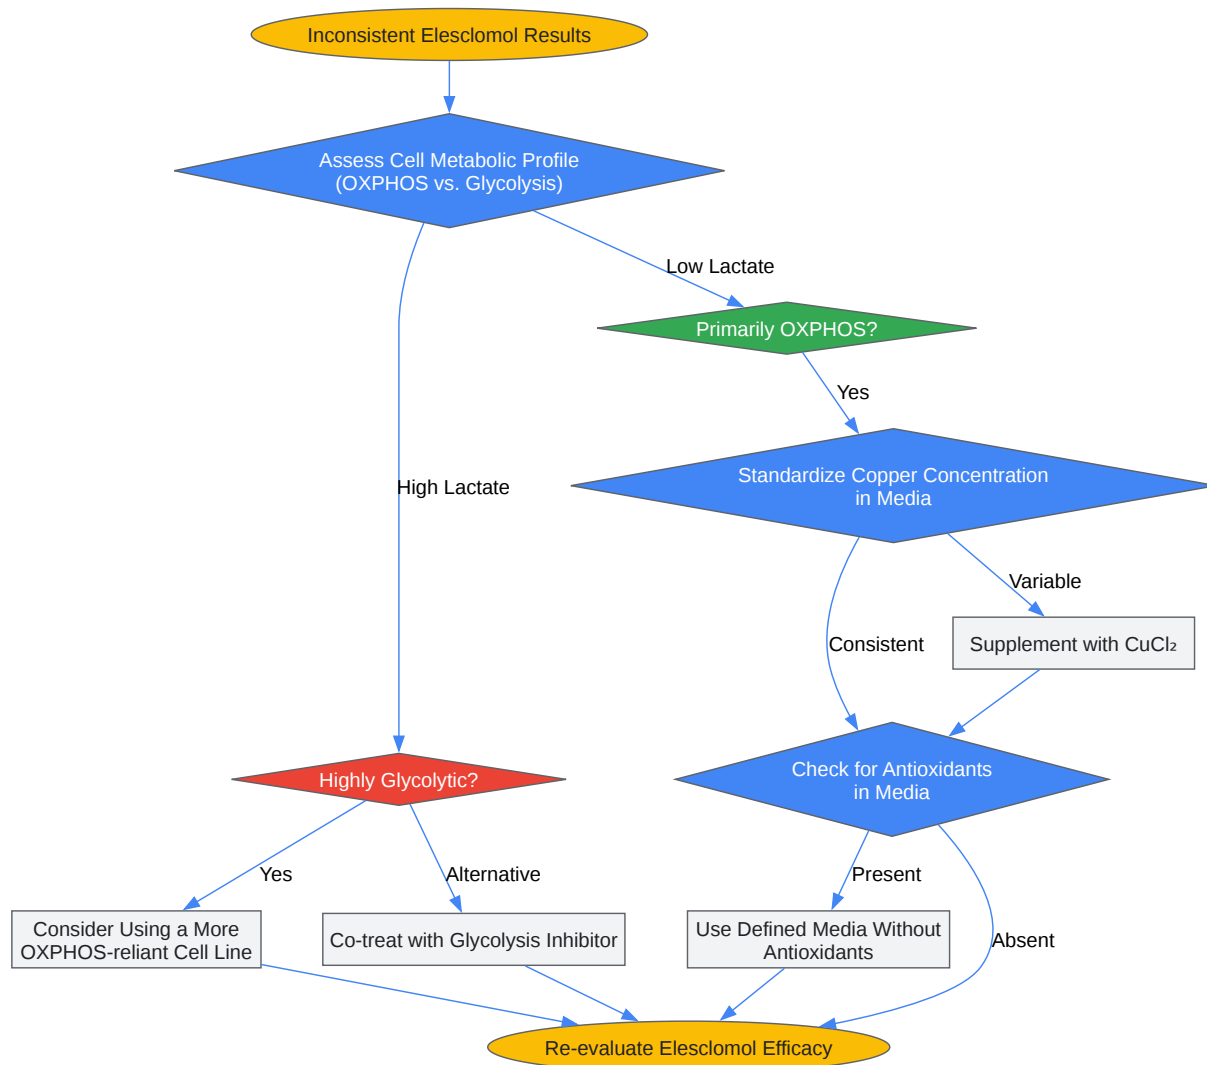 Inconsistent Elesclomol Results
Assess Cell Metabolic Profile
(OXPHOS vs. Glycolysis)
Low Lactate
Primarily OXPHOS?
Yes
Standardize Copper Concentration
in Media
High Lactate
Variable
Consistent
Supplement with CuCl₂
Check for Antioxidants
in Media
Highly Glycolytic?
Yes
Alternative
Present
Consider Using a More
OXPHOS-reliant Cell Line
Co-treat with Glycolysis Inhibitor
Use Defined Media Without
Antioxidants
Absent
Re-evaluate Elesclomol Efficacy